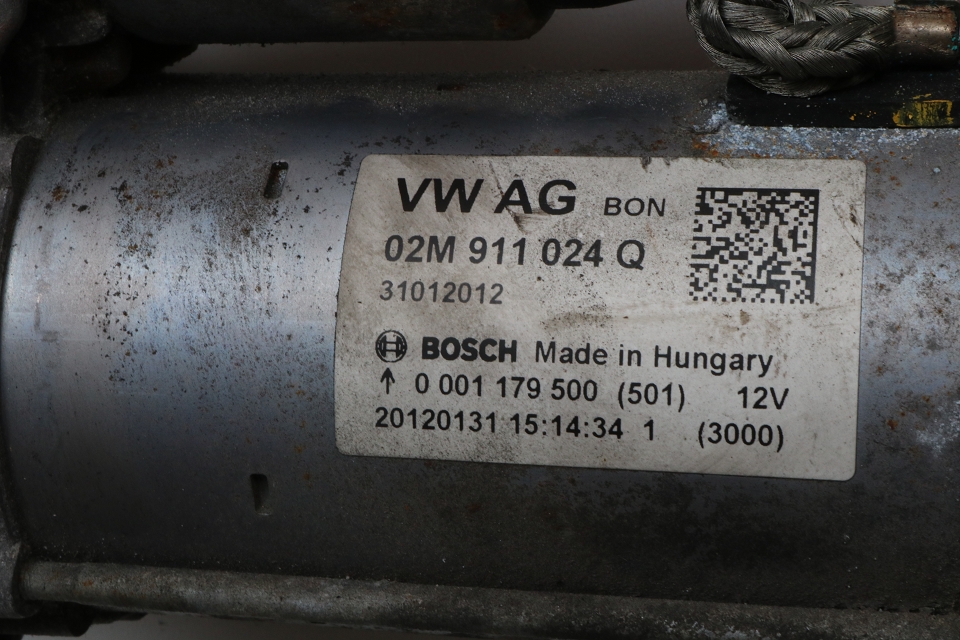 VW AG BON
02M 911 024 Q
31012012
BOSCH Made in Hungary
↑ 0 001 179 500 (501) 12V
20120131 15:14:34 1 (3000)